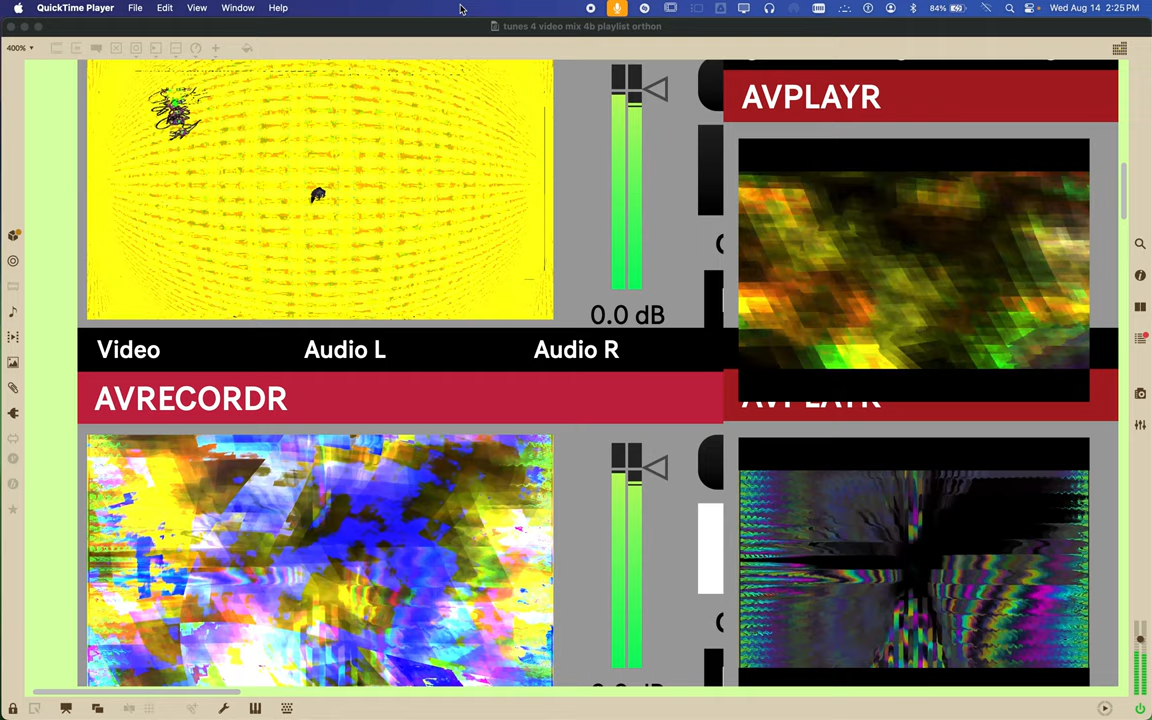 QuickTime Player File Edit View Window Help 84% Wed Aug 14 2:25 PM
tunes 4 video mix 4b playlist orthon
400%
AVPLAYR
0.0 dB
Video Audio L Audio R
AVRECORDR
AVPLAYR